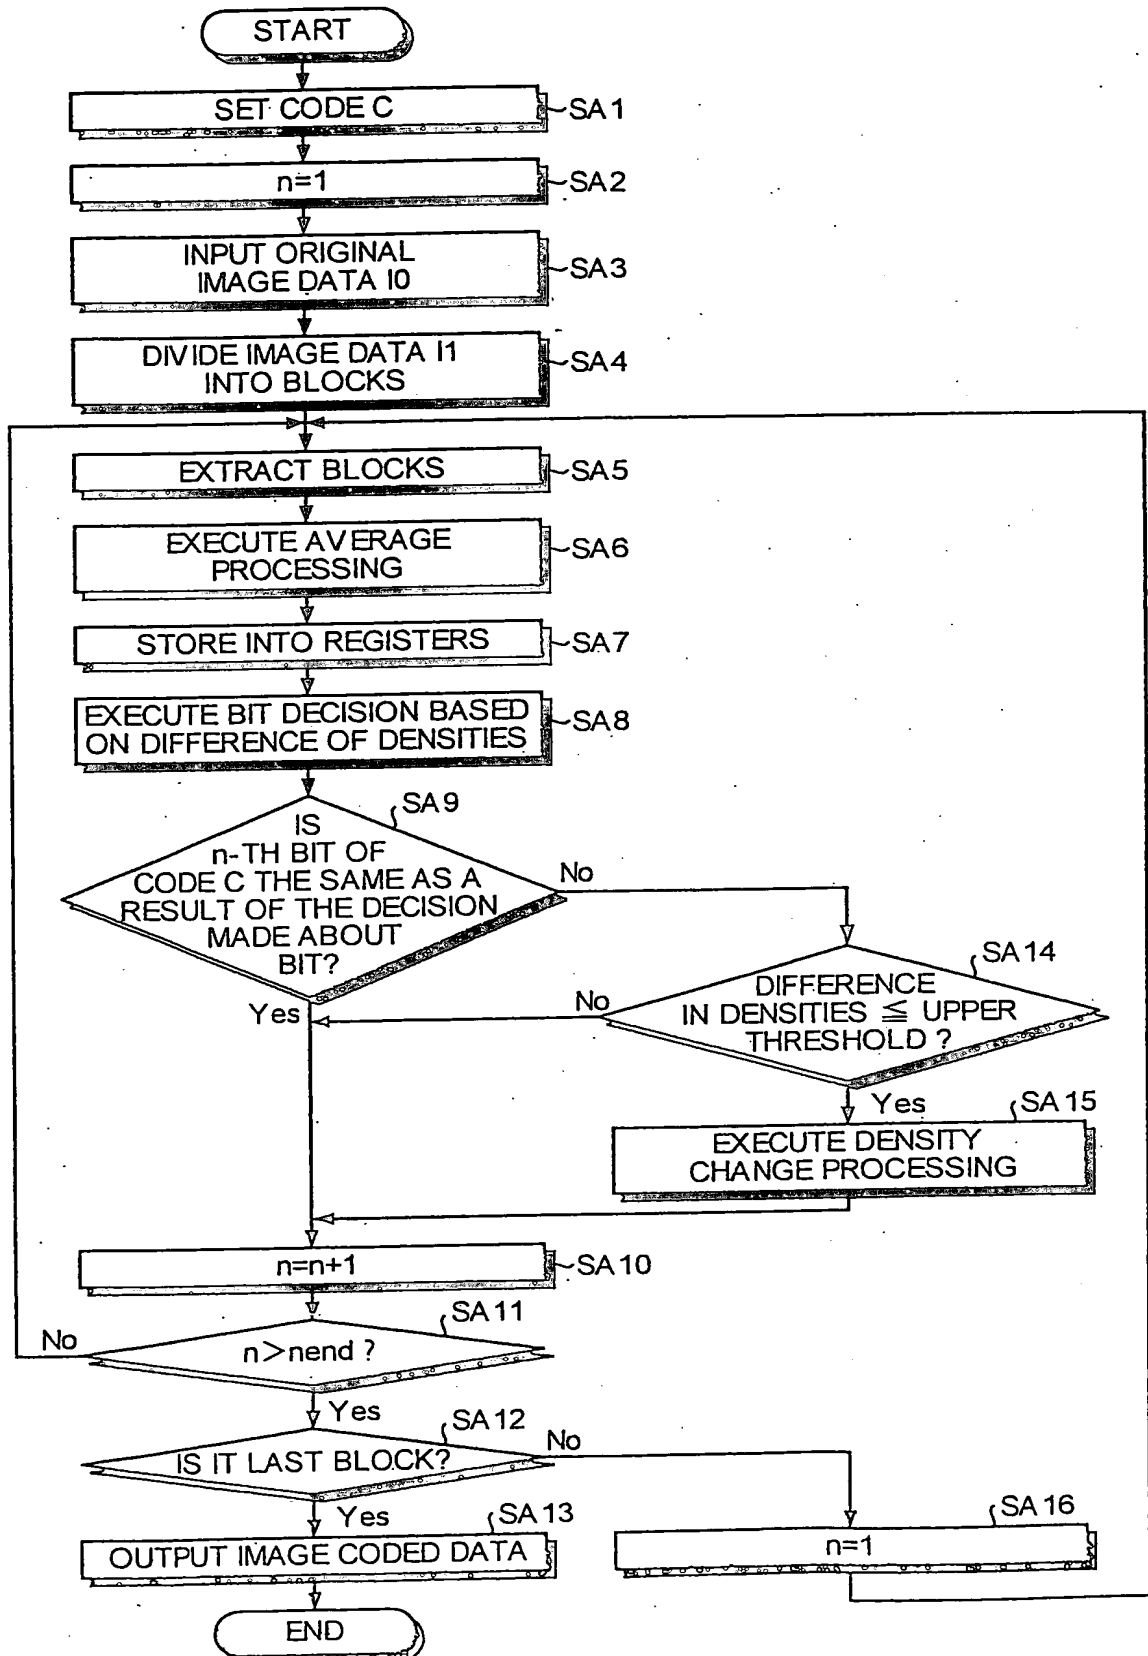 START
SET CODE C
SA1
n=1
SA2
INPUT ORIGINAL
IMAGE DATA I0
SA3
DIVIDE IMAGE DATA I1
INTO BLOCKS
SA4
EXTRACT BLOCKS
SA5
EXECUTE AVERAGE
PROCESSING
SA6
STORE INTO REGISTERS
SA7
EXECUTE BIT DECISION BASED
ON DIFFERENCE OF DENSITIES
SA8
SA9
IS
n-TH BIT OF
CODE C THE SAME AS A
RESULT OF THE DECISION
MADE ABOUT
BIT?
No
Yes
SA14
DIFFERENCE
IN DENSITIES ≦ UPPER
THRESHOLD ?
No
Yes
SA15
EXECUTE DENSITY
CHANGE PROCESSING
n=n+1
SA10
SA11
n>nend ?
No
Yes
SA12
IS IT LAST BLOCK?
No
Yes
SA13
OUTPUT IMAGE CODED DATA
SA16
n=1
END